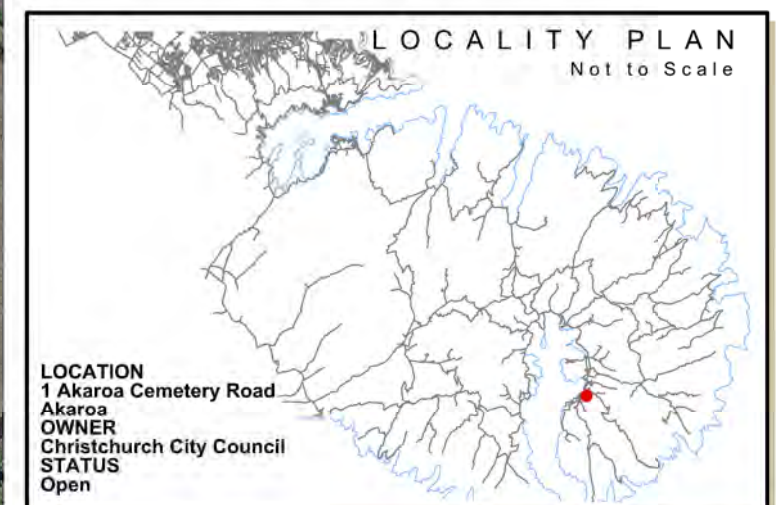 LOCALITY PLAN
Not to Scale
LOCATION
1 Akaroa Cemetery Road
Akaroa
OWNER
Christchurch City Council
STATUS
Open